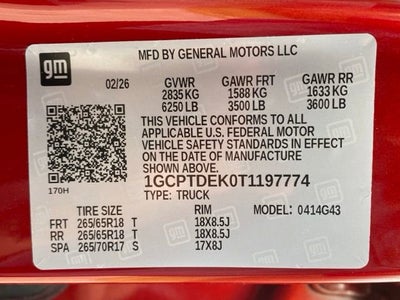 gm
MFD BY GENERAL MOTORS LLC
02/26 GVWR GAWR FRT GAWR RR
2835 KG 1588 KG 1633 KG
6250 LB 3500 LB 3600 LB
THIS VEHICLE CONFORMS TO ALL
APPLICABLE U.S. FEDERAL MOTOR
VEHICLE SAFETY STANDARDS IN EFFECT
ON THE DATE OF MANUFACTURE
SHOWN ABOVE.
170H
1GCPTDEK0T1197774
TYPE: TRUCK
TIRE SIZE RIM MODEL: 0414G43
FRT 265/65R18 T 18X8.5J
RR 265/65R18 T 18X8.5J
SPA 265/70R17 S 17X8J